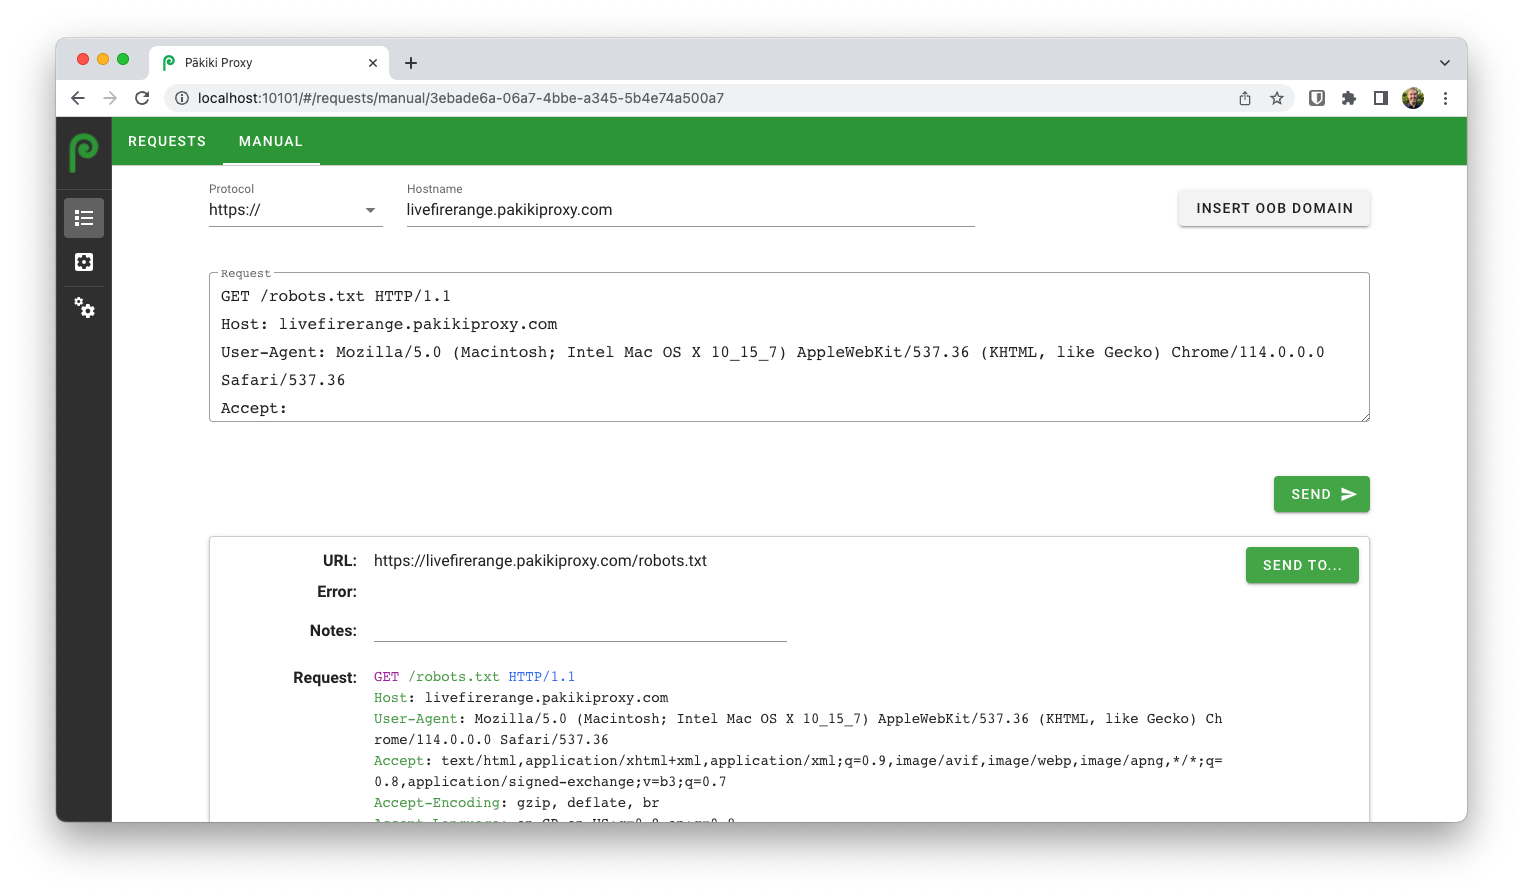 Pākiki Proxy
localhost:10101/#/requests/manual/3ebade6a-06a7-4bbe-a345-5b4e74a500a7
REQUESTS MANUAL
Protocol Hostname
https:// livefirerange.pakikiproxy.com INSERT OOB DOMAIN
Request
GET /robots.txt HTTP/1.1
Host: livefirerange.pakikiproxy.com
User-Agent: Mozilla/5.0 (Macintosh; Intel Mac OS X 10_15_7) AppleWebKit/537.36 (KHTML, like Gecko) Chrome/114.0.0.0
Safari/537.36
Accept:
SEND
URL: https://livefirerange.pakikiproxy.com/robots.txt SEND TO...
Error:
Notes:
Request: GET /robots.txt HTTP/1.1
Host: livefirerange.pakikiproxy.com
User-Agent: Mozilla/5.0 (Macintosh; Intel Mac OS X 10_15_7) AppleWebKit/537.36 (KHTML, like Gecko) Ch
rome/114.0.0.0 Safari/537.36
Accept: text/html,application/xhtml+xml,application/xml;q=0.9,image/avif,image/webp,image/apng,*/*;q=
0.8,application/signed-exchange;v=b3;q=0.7
Accept-Encoding: gzip, deflate, br